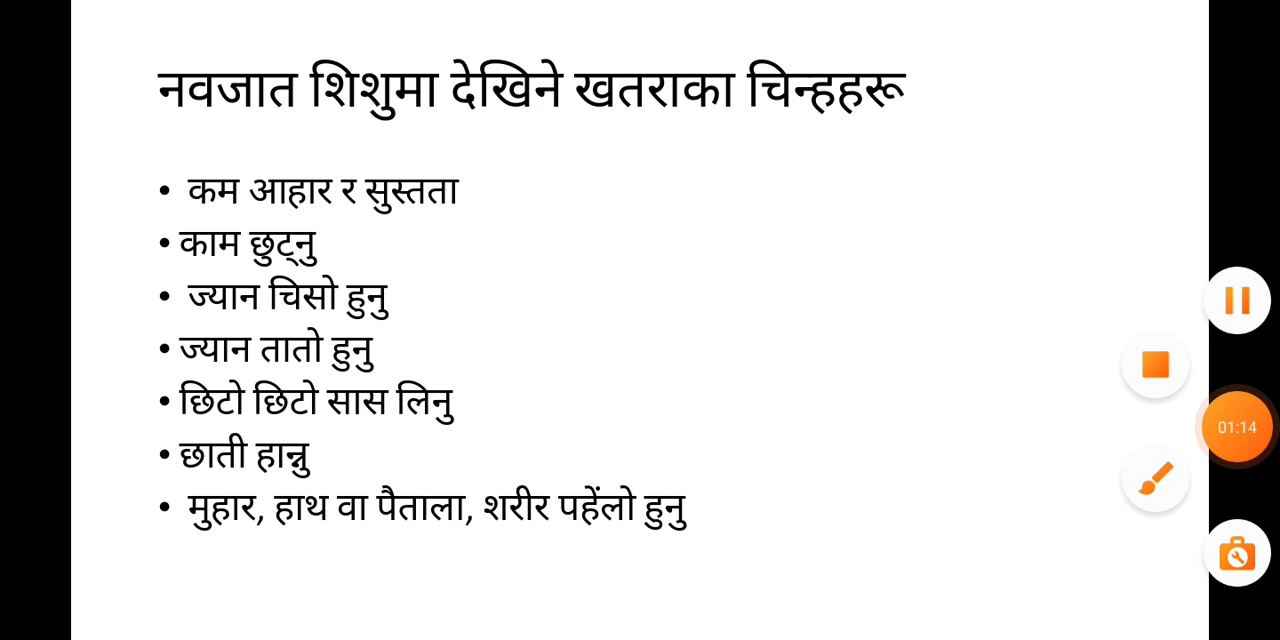 नवजात शिशुमा देखिने खतराका चिन्हहरू
• कम आहार र सुस्तता
• काम छुट्नु
• ज्यान चिसो हुनु
• ज्यान तातो हुनु
• छिटो छिटो सास लिनु
• छाती हान्नु
• मुहार, हाथ वा पैताला, शरीर पहेंलो हुनु
01:14